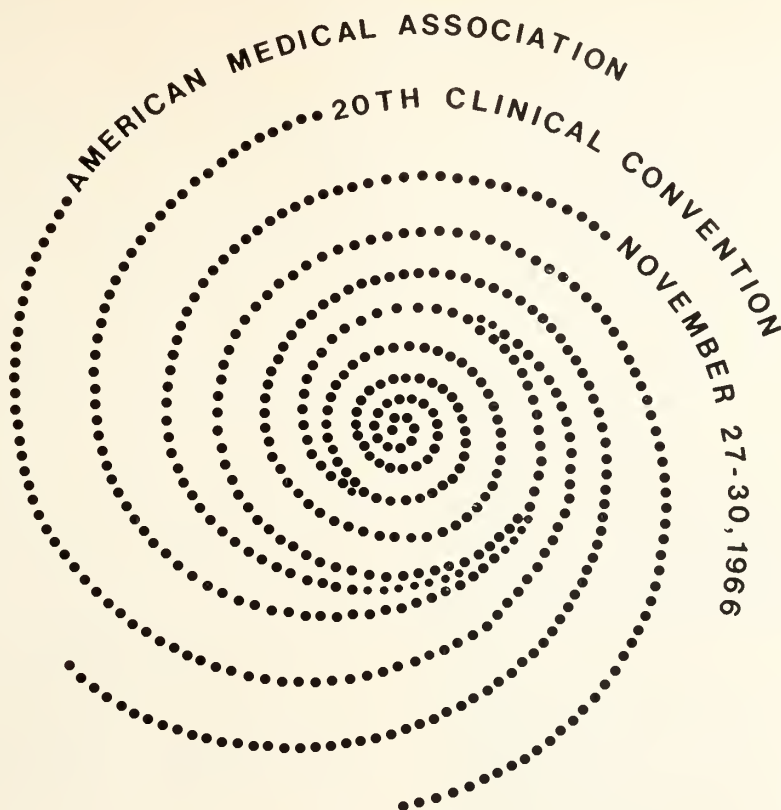 AMERICAN MEDICAL ASSOCIATION
20TH CLINICAL CONVENTION
NOVEMBER 27-30, 1966